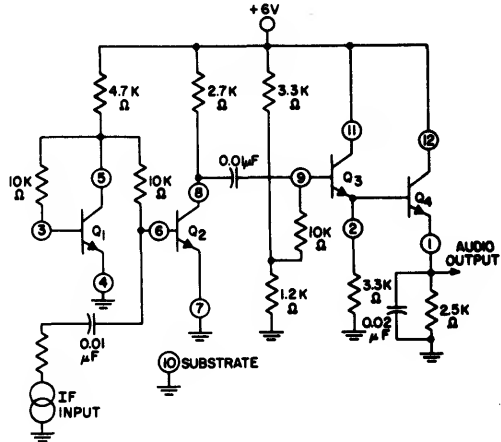 +6V
4.7K
Ω
2.7K
Ω
3.3K
Ω
11
12
10K
Ω
5
10K
Ω
8
0.01μF
9
Q3
Q4
3
Q1
6
Q2
2
1
10K
Ω
AUDIO
OUTPUT
4
7
1.2K
Ω
3.3K
Ω
0.02
μF
2.5K
Ω
0.01
μF
10 SUBSTRATE
IF
INPUT